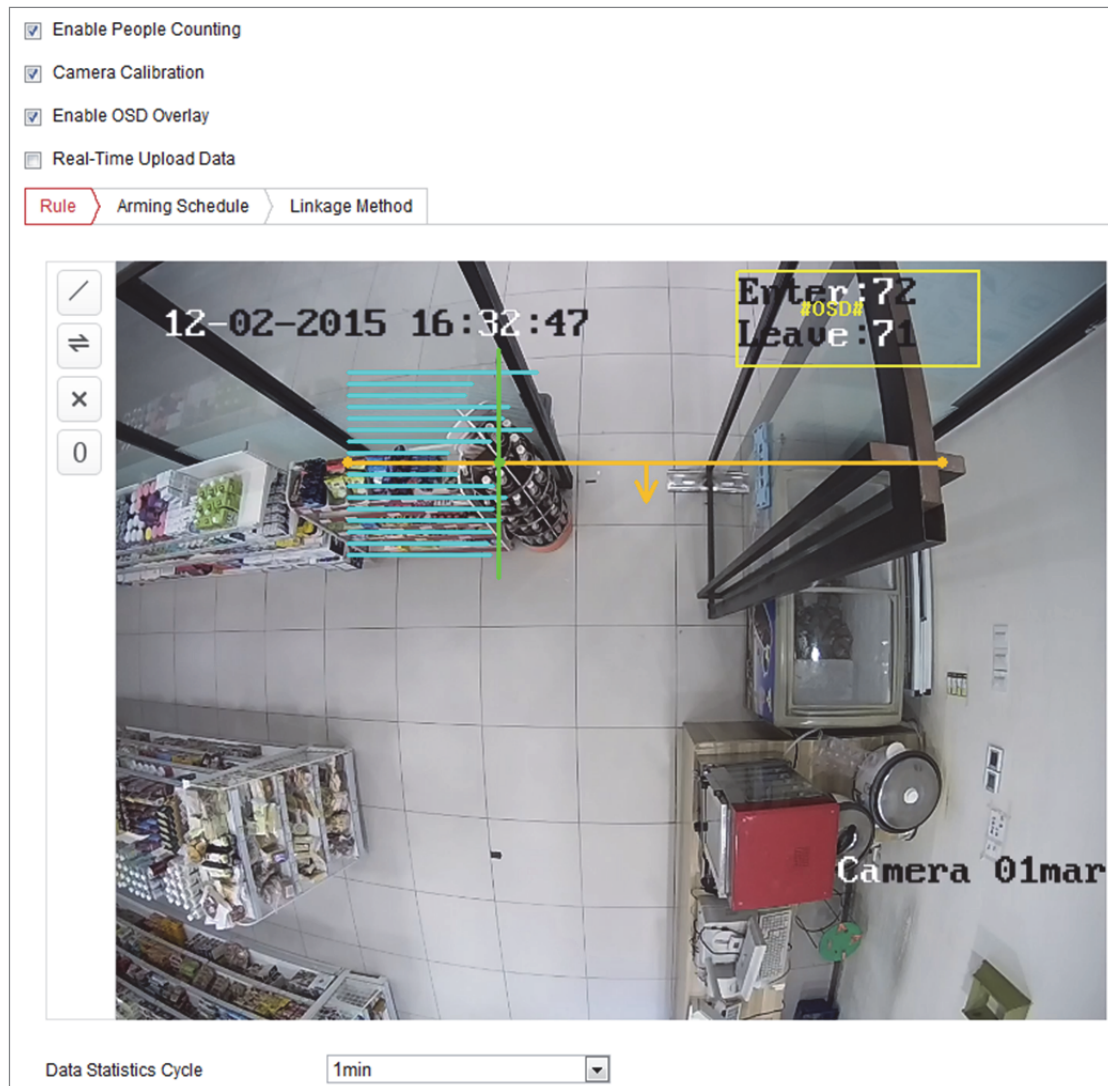 Enable People Counting
Camera Calibration
Enable OSD Overlay
Real-Time Upload Data
Rule Arming Schedule Linkage Method
12-02-2015 16:32:47
Enter:72
#OSD#
Leave:71
0
Camera 01mar
Data Statistics Cycle 1min